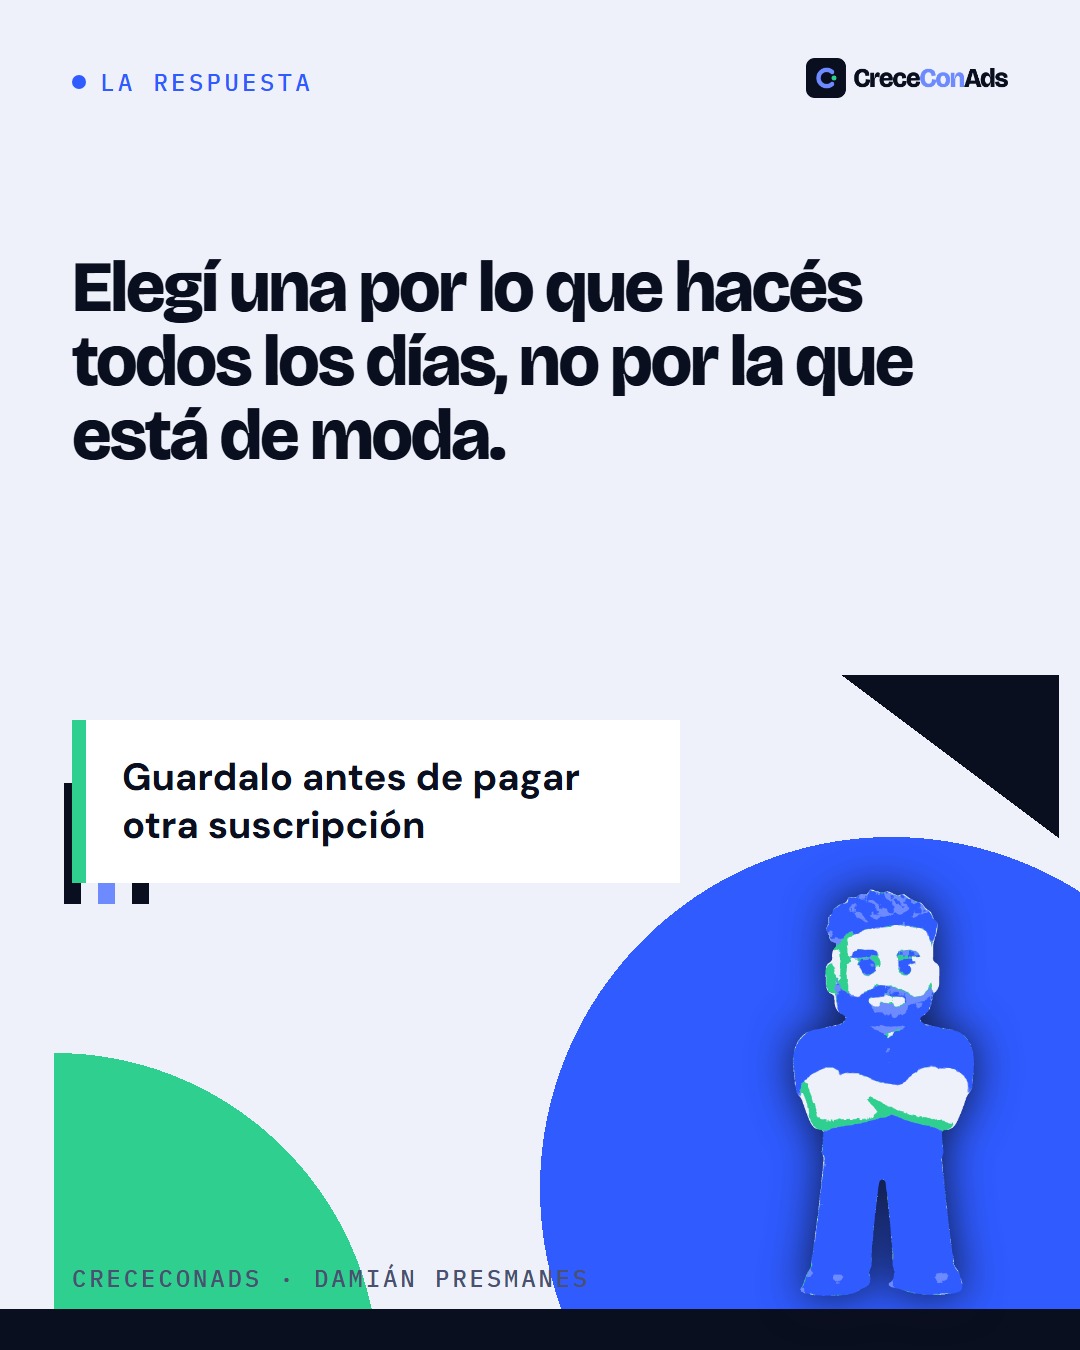 LA RESPUESTA
CreceConAds
Elegí una por lo que hacés
todos los días, no por la que
está de moda.
Guardalo antes de pagar
otra suscripción
CRECECONADS · DAMIÁN PRESMANES